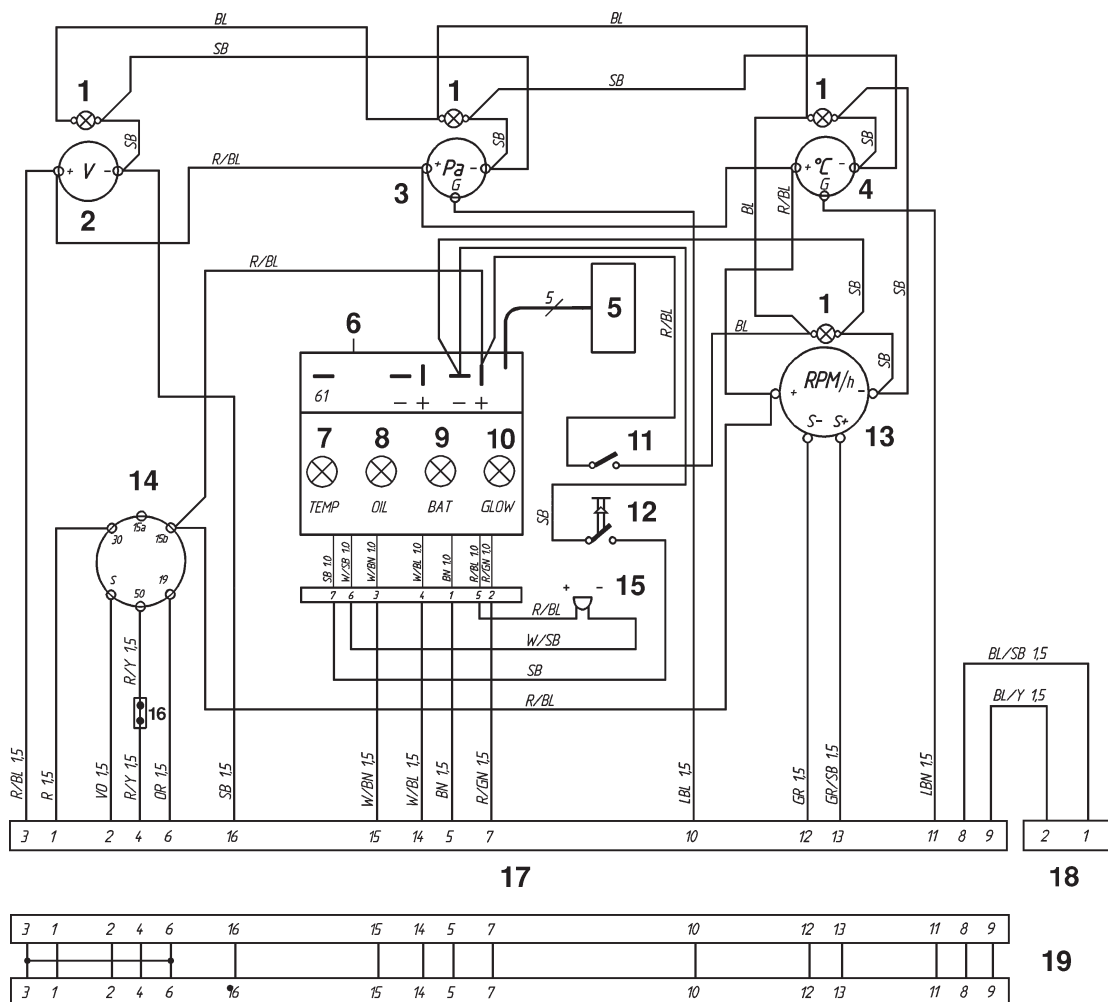 BL
BL
SB
SB
1
1
1
SB
SB
SB
+ V -
R/BL
+ Pa -
G
+ °C -
G
2
3
4
BL
R/BL
R/BL
5
5
R/BL
SB
SB
6
1
BL
SB
61
- + - +
RPM/h
+ -
S- S+
13
7 8 9 10
11
TEMP OIL BAT GLOW
14
30 15a 15b
S 50 19
SB
12
SB 1.0
W/SB 1.0
W/BN 1.0
W/BL 1.0
BN 1.0
R/BL 1.0
R/GN 1.0
7 6 3 4 1 5 2
+ -
15
R/BL
W/SB
SB
R/BL
R/Y 1,5
16
BL/SB 1,5
BL/Y 1,5
R/BL 1,5
R 1,5
VO 1,5
R/Y 1,5
OR 1,5
SB 1,5
W/BN 1,5
W/BL 1,5
BN 1,5
R/GN 1,5
LBL 1,5
GR 1,5
GR/SB 1,5
LBN 1,5
3 1 2 4 6 16 15 14 5 7 10 12 13 11 8 9
2 1
17
18
3 1 2 4 6 16 15 14 5 7 10 12 13 11 8 9
19
3 1 2 4 6 16 15 14 5 7 10 12 13 11 8 9